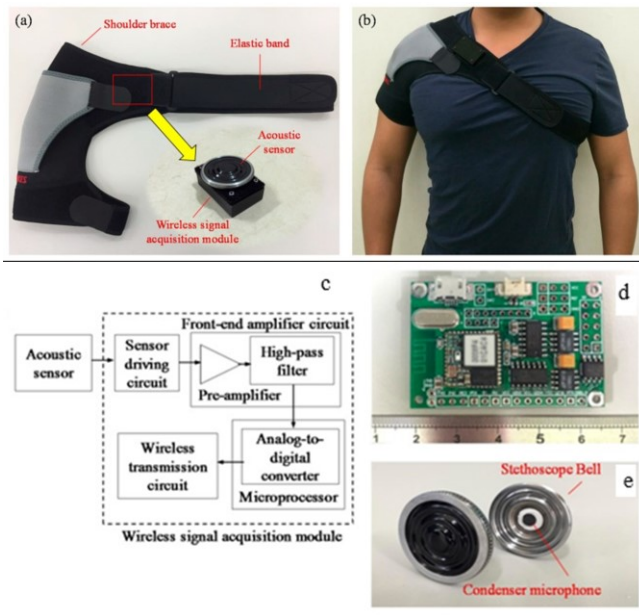 (a)
Shoulder brace
Elastic band
Acoustic
sensor
Wireless signal
acquisition module
(b)
c
Front-end amplifier circuit
Acoustic
sensor
Sensor
driving
circuit
High-pass
filter
Pre-amplifier
Wireless
transmission
circuit
Analog-to-
digital
converter
Microprocessor
Wireless signal acquisition module
d
1 2 3 4 5 6 7
e
Stethoscope Bell
Condenser microphone